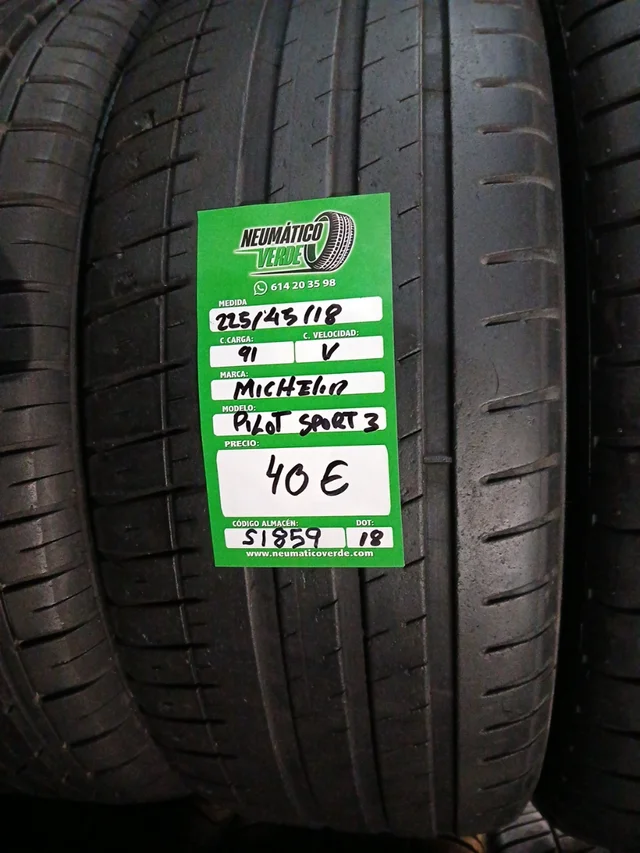 NEUMÁTICO
VERDE
614 20 35 98
MEDIDA
225/45/18
C.CARGA: C. VELOCIDAD:
91 V
MARCA:
MICHELIN
MODELO:
PILOT SPORT 3
PRECIO:
40 €
CÓDIGO ALMACÉN: DOT:
S1859 18
www.neumaticoverde.com